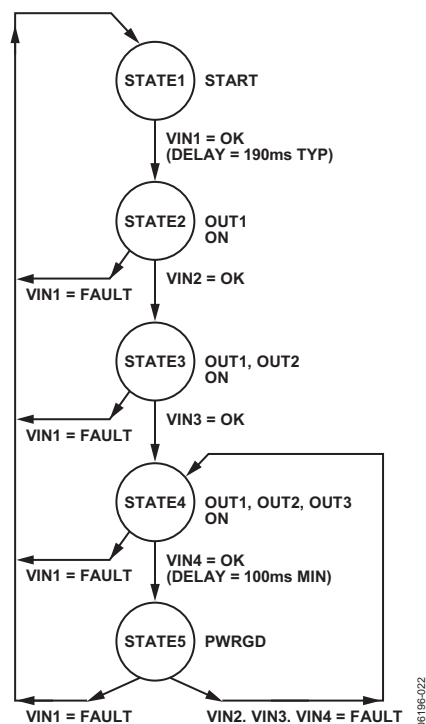 STATE1 START
VIN1 = OK
(DELAY = 190ms TYP)
STATE2 OUT1
ON
VIN1 = FAULT
VIN2 = OK
STATE3 OUT1, OUT2
ON
VIN1 = FAULT
VIN3 = OK
STATE4 OUT1, OUT2, OUT3
ON
VIN1 = FAULT
VIN4 = OK
(DELAY = 100ms MIN)
STATE5 PWRGD
VIN1 = FAULT
VIN2, VIN3, VIN4 = FAULT
06196-022